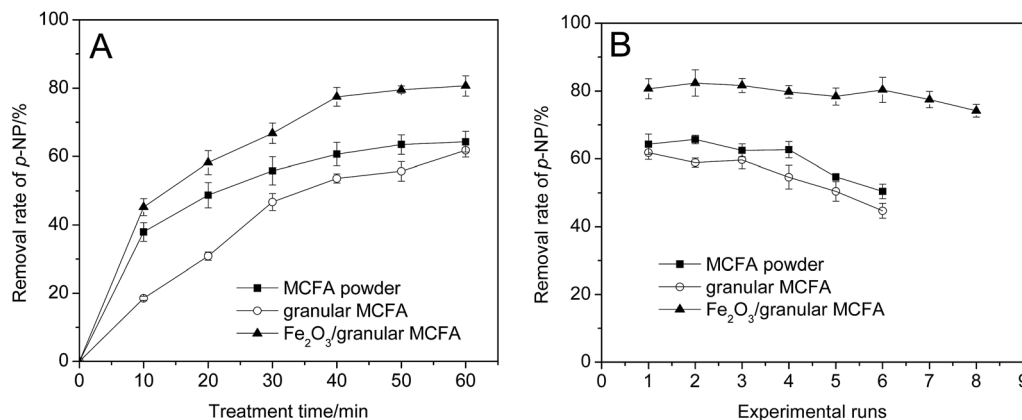 A
Removal rate of p-NP/%
100
80
60
40
20
0
0 10 20 30 40 50 60
Treatment time/min
MCFA powder
granular MCFA
Fe₂O₃/granular MCFA
B
Removal rate of p-NP/%
100
80
60
40
20
0
0 1 2 3 4 5 6 7 8 9
Experimental runs
MCFA powder
granular MCFA
Fe₂O₃/granular MCFA